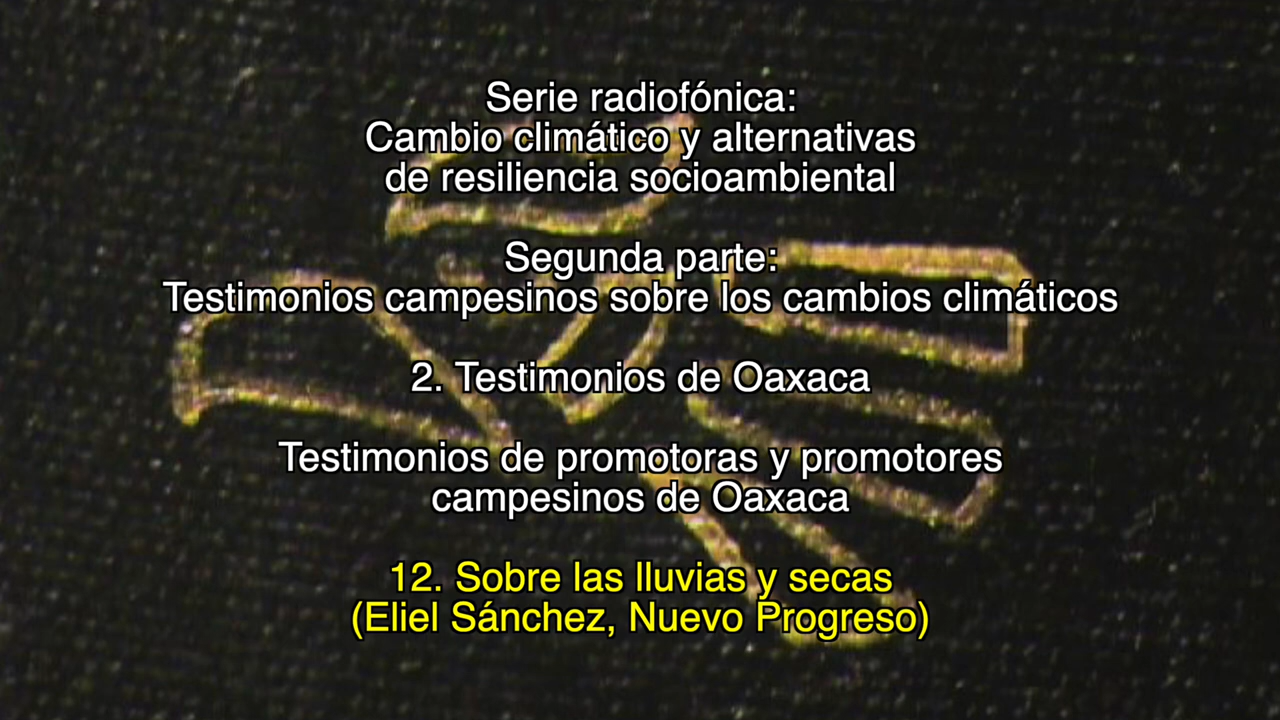 Serie radiofónica:
Cambio climático y alternativas
de resiliencia socioambiental
Segunda parte:
Testimonios campesinos sobre los cambios climáticos
2. Testimonios de Oaxaca
Testimonios de promotoras y promotores
campesinos de Oaxaca
12. Sobre las lluvias y secas
(Eliel Sánchez, Nuevo Progreso)